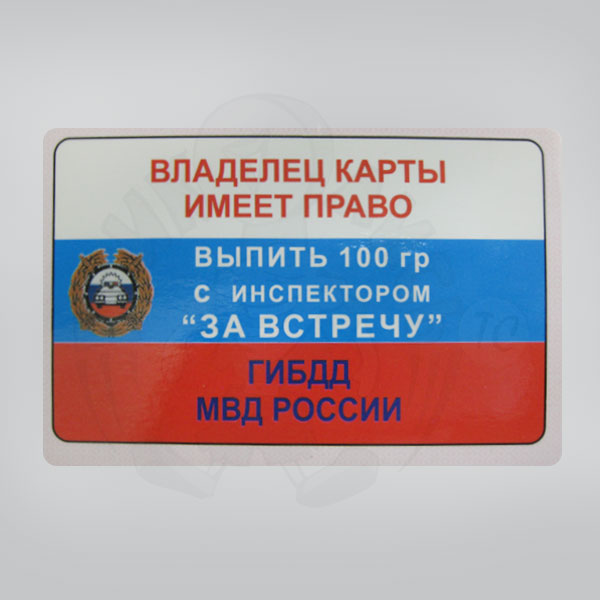 ВЛАДЕЛЕЦ КАРТЫ
ИМЕЕТ ПРАВО
ВЫПИТЬ 100 гр
С ИНСПЕКТОРОМ
“ЗА ВСТРЕЧУ”
ГИБДД
МВД РОССИИ